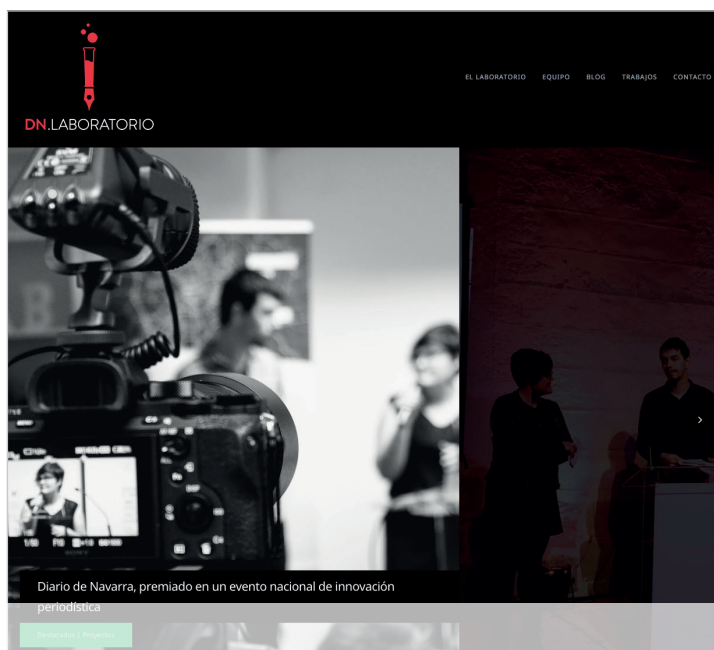 DN.LABORATORIO
EL LABORATORIO EQUIPO BLOG TRABAJOS CONTACTO
SONY
Diario de Navarra, premiado en un evento nacional de innovación
periodística